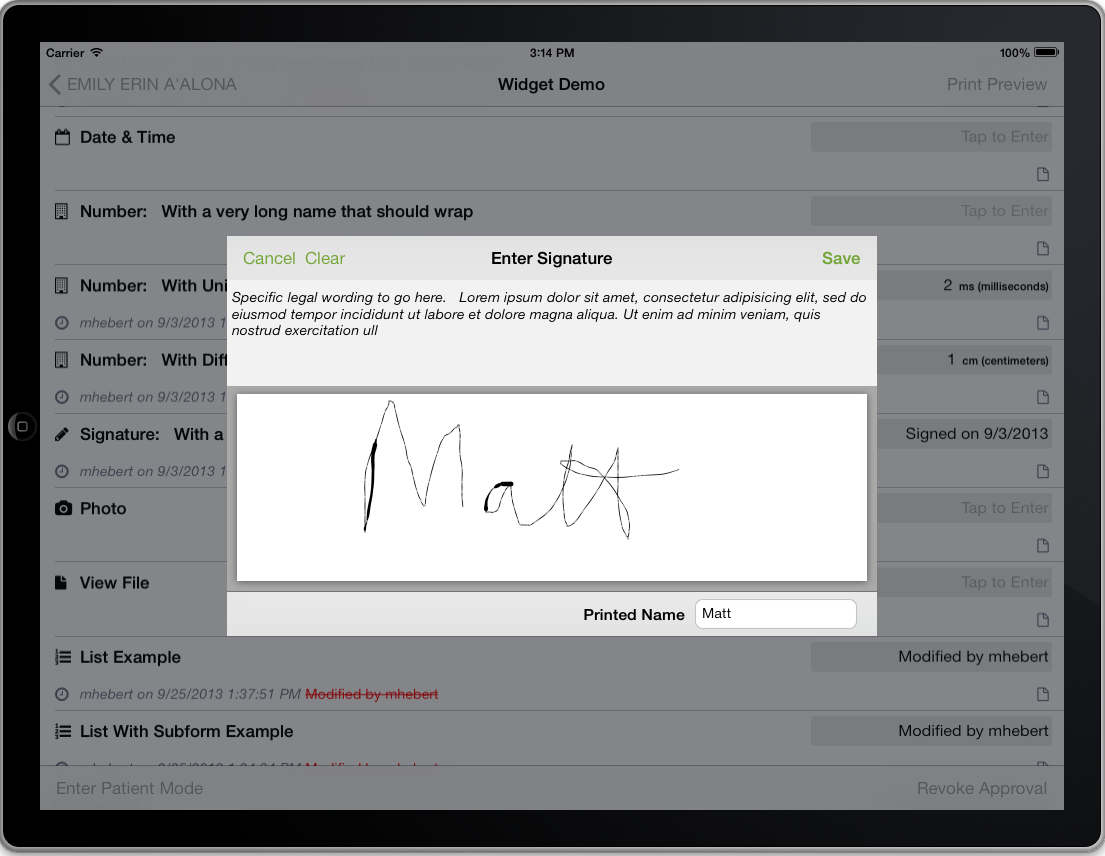 Carrier 3:14 PM 100%
EMILY ERIN A'ALONA Widget Demo Print Preview
Date & Time Tap to Enter
Number: With a very long name that should wrap Tap to Enter
Cancel Clear Enter Signature Save
Specific legal wording to go here. Lorem ipsum dolor sit amet, consectetur adipisicing elit, sed do
eiusmod tempor incididunt ut labore et dolore magna aliqua. Ut enim ad minim veniam, quis
nostrud exercitation ull
Matt
Printed Name Matt
Number: With Uni 2 ms (milliseconds)
mhebert on 9/3/2013 1
Number: With Diff 1 cm (centimeters)
mhebert on 9/3/2013 1
Signature: With a Signed on 9/3/2013
mhebert on 9/3/2013 1
Photo Tap to Enter
View File Tap to Enter
List Example Modified by mhebert
mhebert on 9/25/2013 1:37:51 PM Modified by mhebert
List With Subform Example Modified by mhebert
Enter Patient Mode Revoke Approval